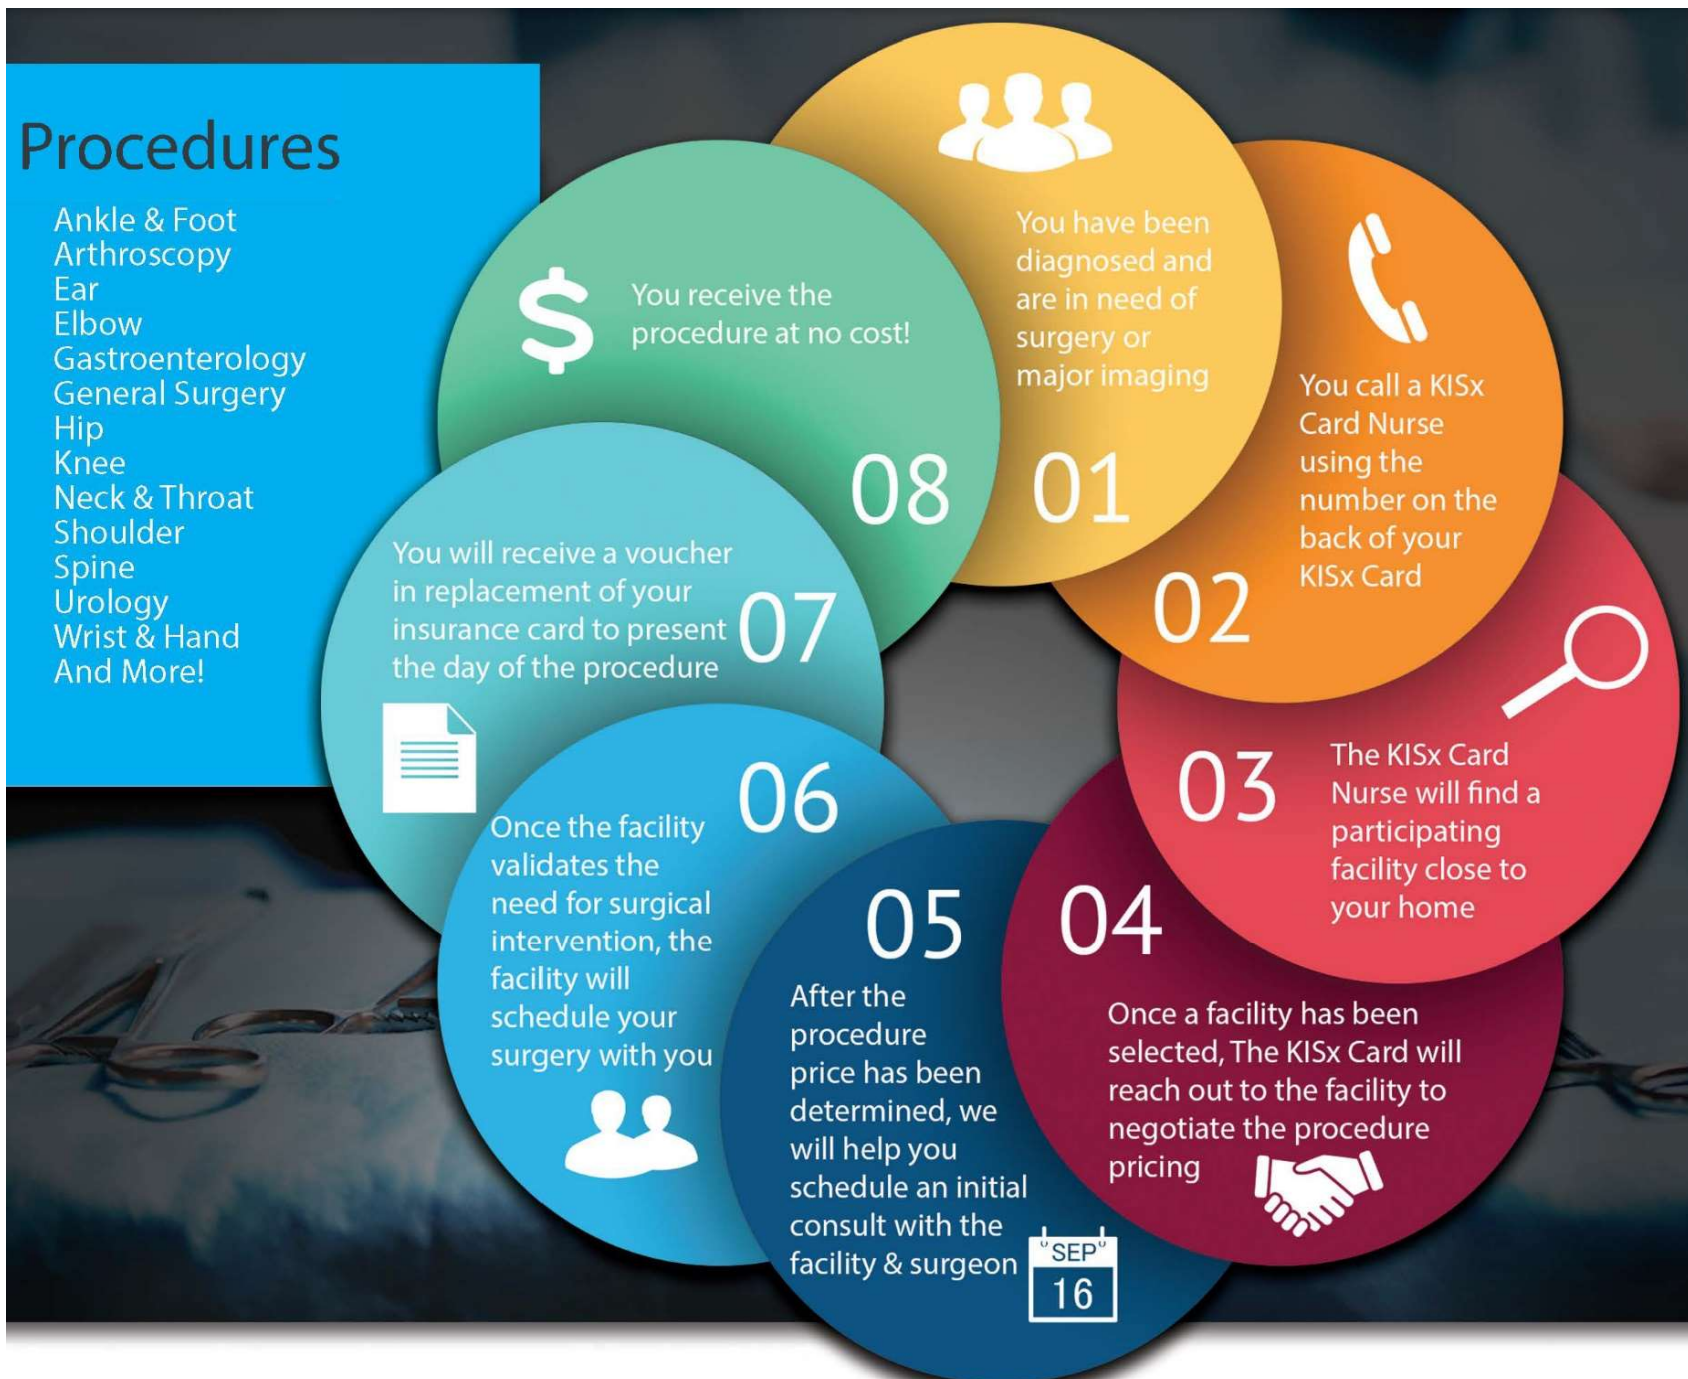 Procedures
Ankle & Foot
Arthroscopy
Ear
Elbow
Gastroenterology
General Surgery
Hip
Knee
Neck & Throat
Shoulder
Spine
Urology
Wrist & Hand
And More!
You have been
diagnosed and
are in need of
surgery or
major imaging
01
You call a KISx
Card Nurse
using the
number on the
back of your
KISx Card
02
03
The KISx Card
Nurse will find a
participating
facility close to
your home
04
Once a facility has been
selected, The KISx Card will
reach out to the facility to
negotiate the procedure
pricing
05
After the
procedure
price has been
determined, we
will help you
schedule an initial
consult with the
facility & surgeon
SEP
16
06
Once the facility
validates the
need for surgical
intervention, the
facility will
schedule your
surgery with you
07
You will receive a voucher
in replacement of your
insurance card to present
the day of the procedure
$
You receive the
procedure at no cost!
08